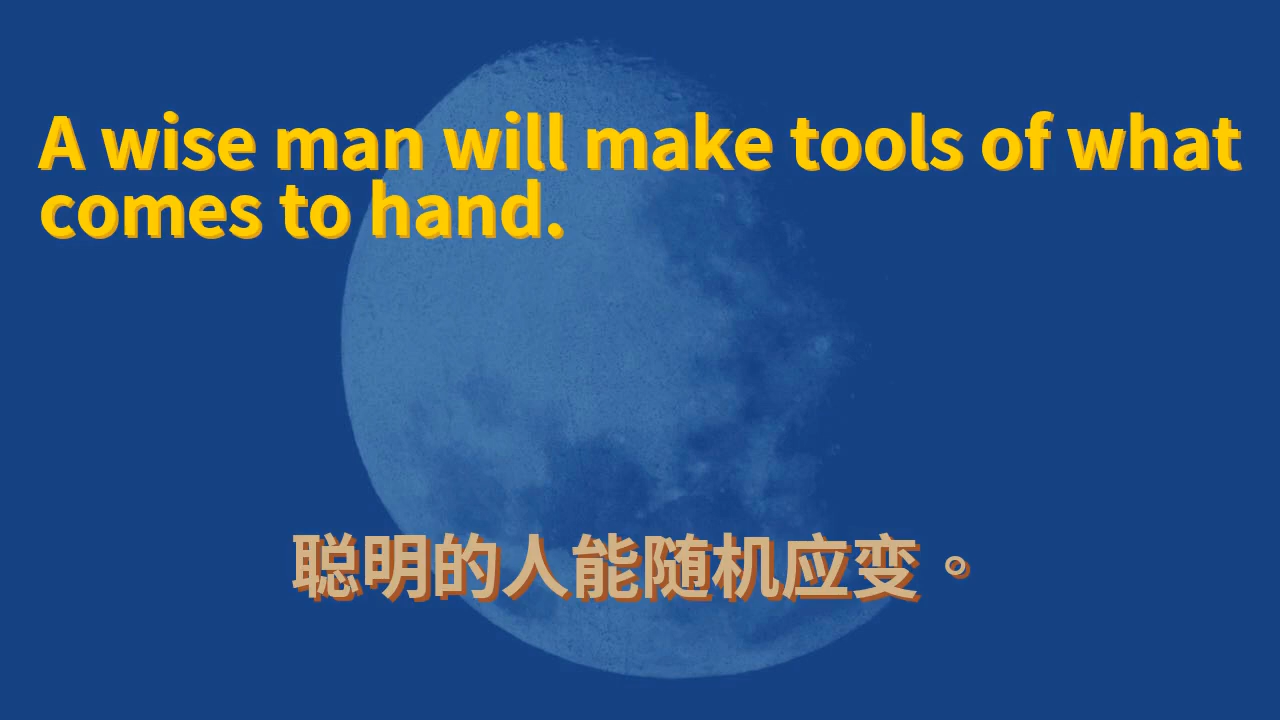 A wise man will make tools of what
comes to hand.
聪明的人能随机应变。